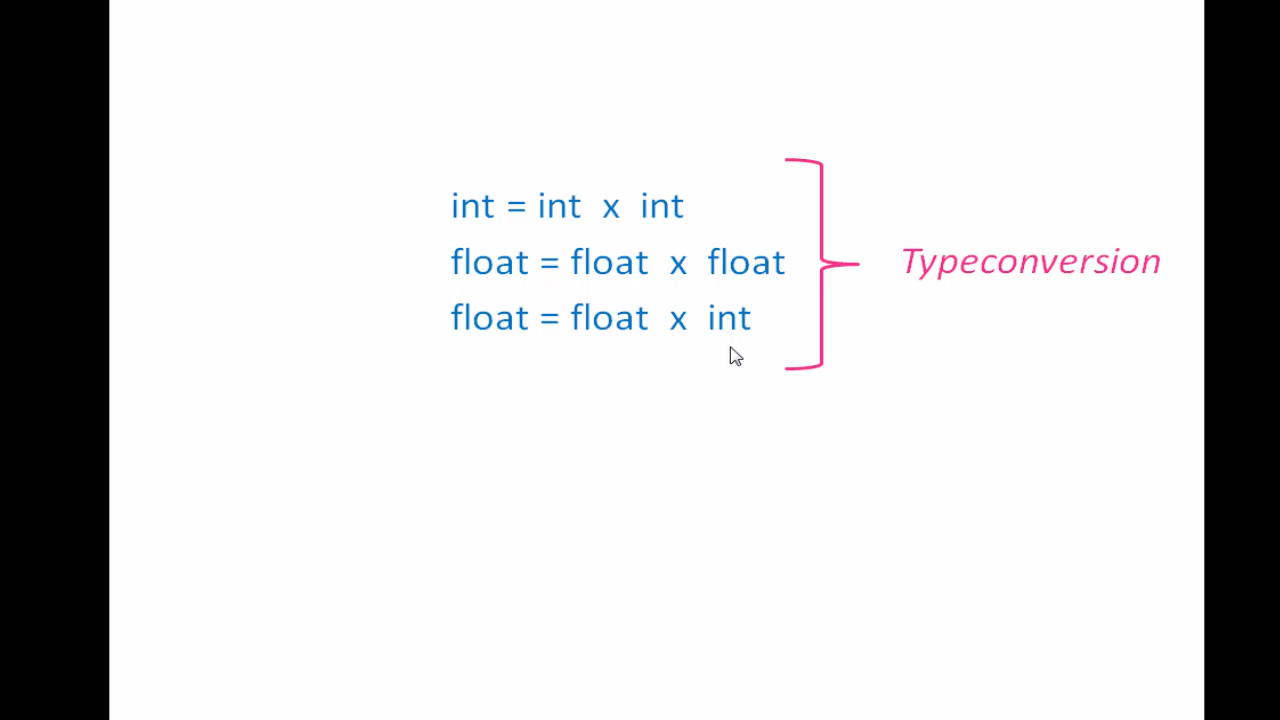 int = int x int
float = float x float
float = float x int
Typeconversion